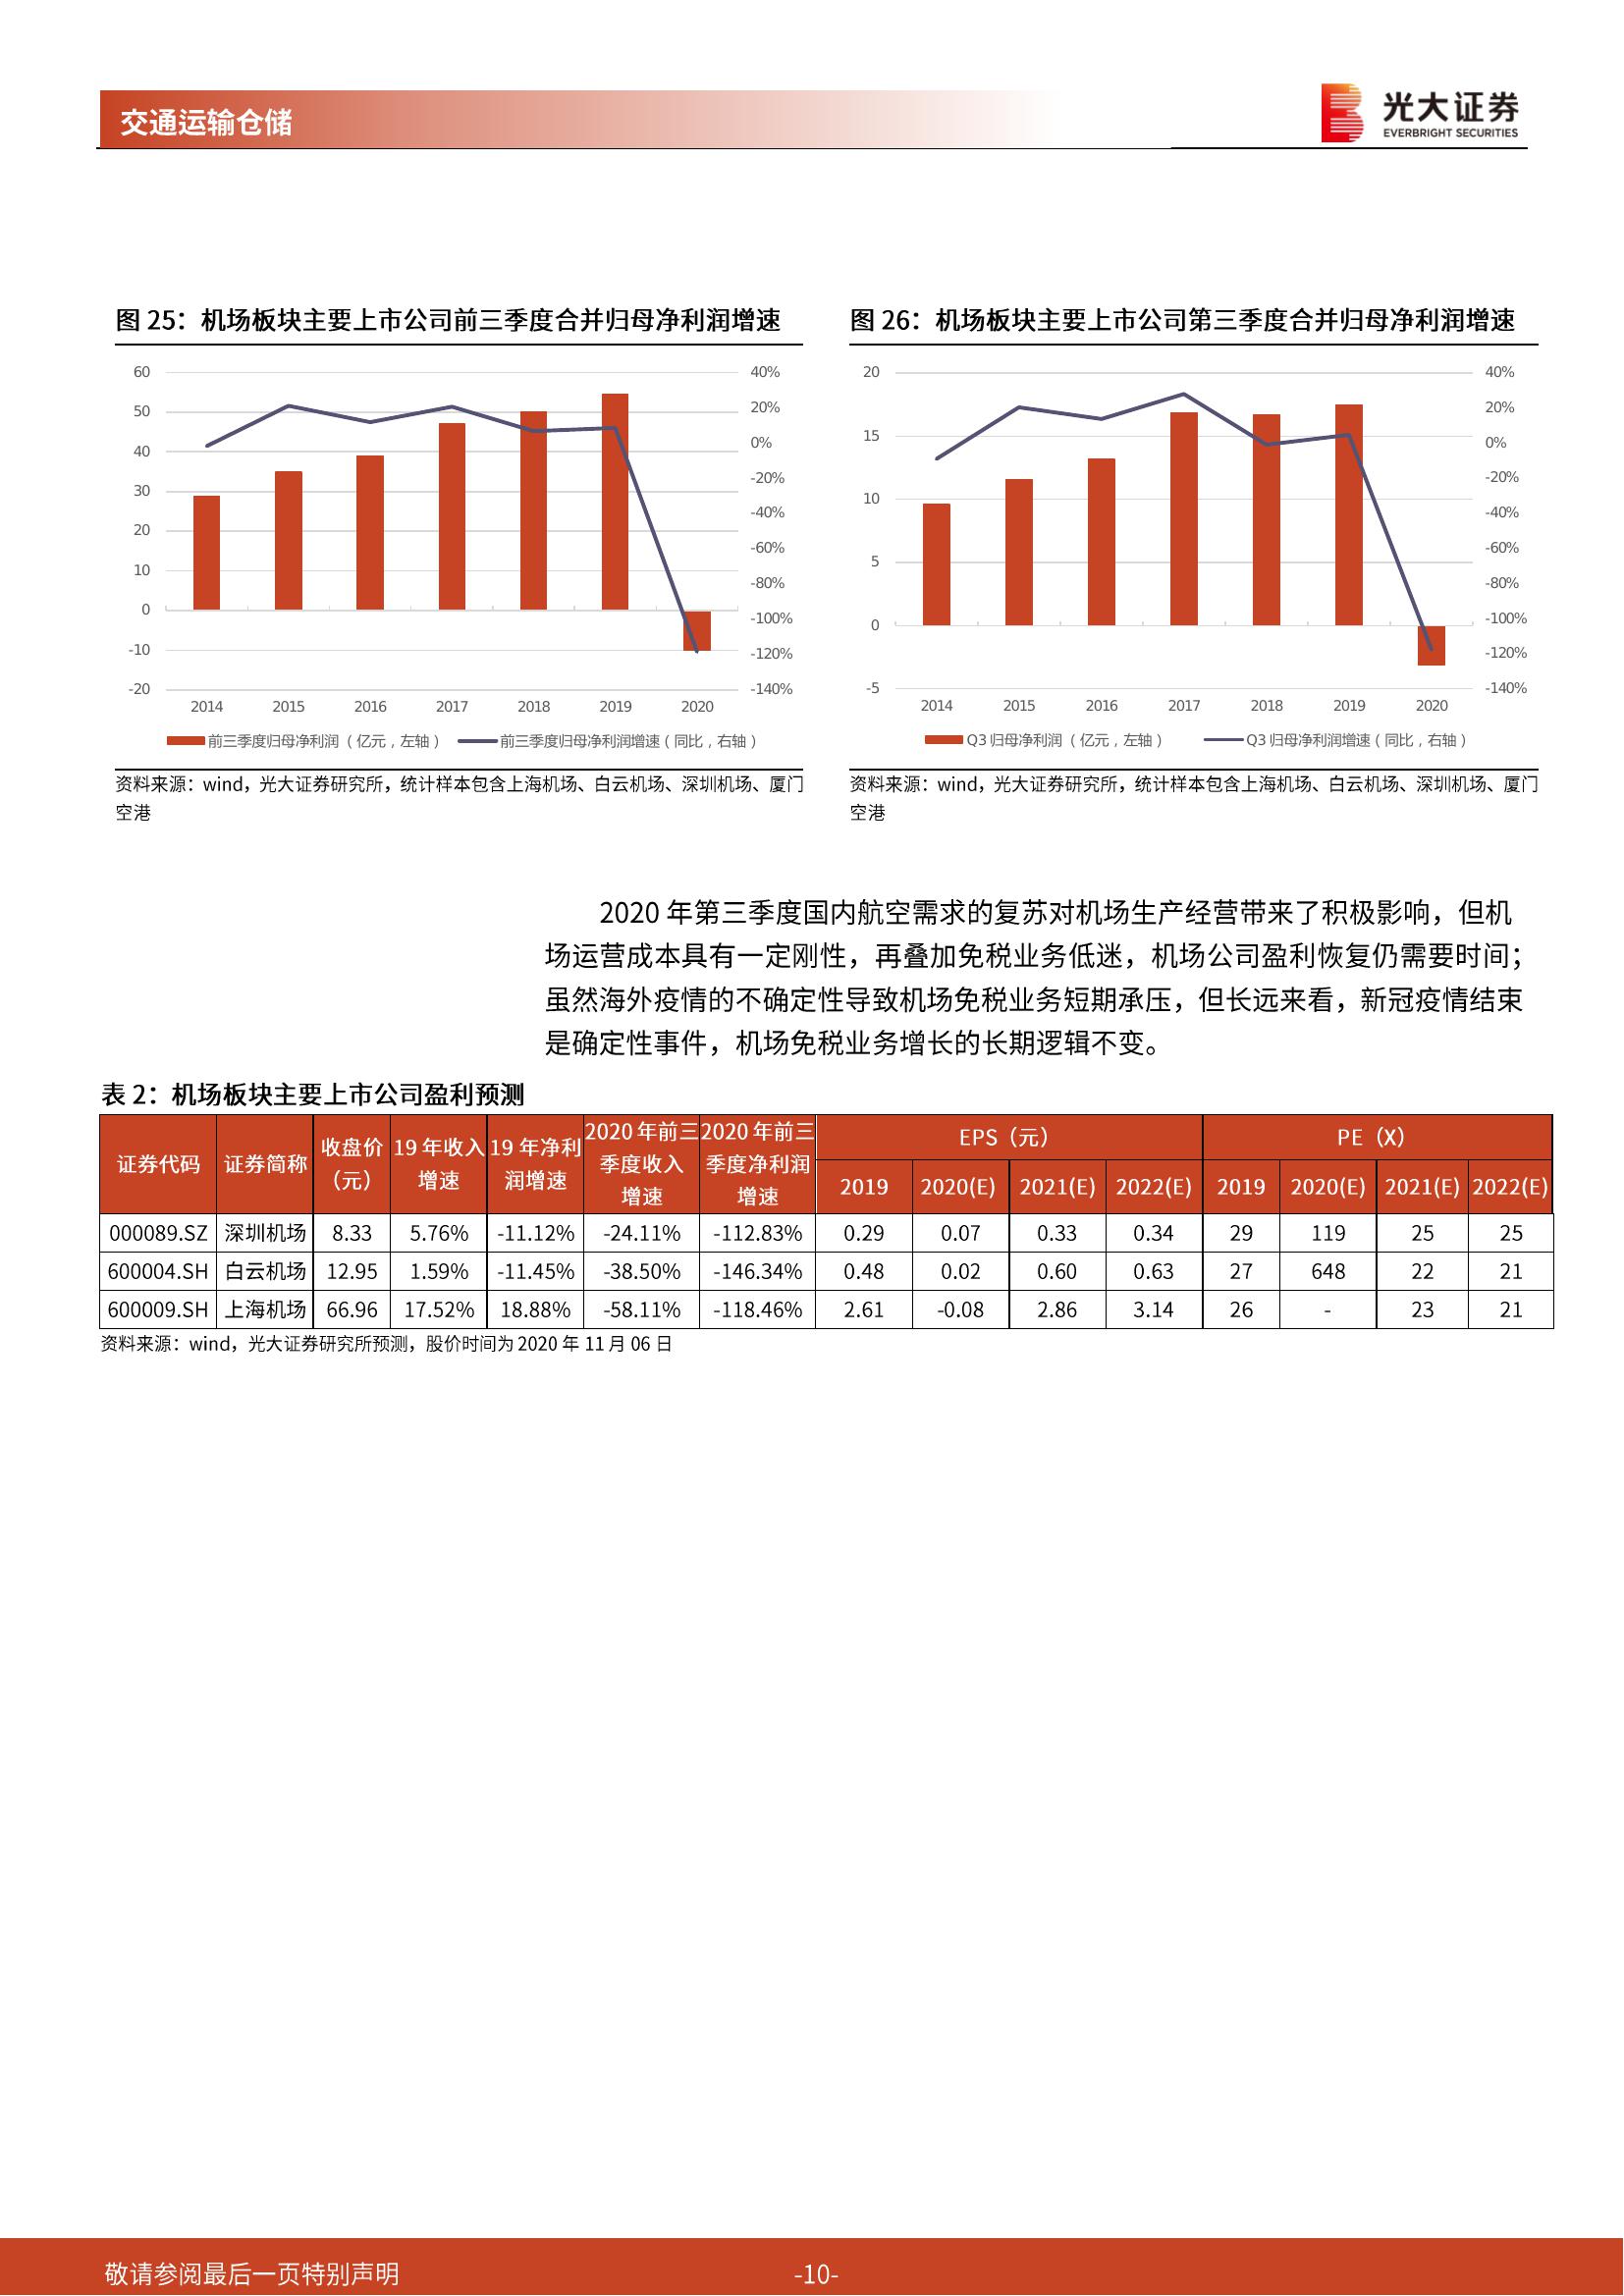 交通运输仓储
光大证券
EVERBRIGHT SECURITIES
图 25：机场板块主要上市公司前三季度合并归母净利润增速
60
50
40
30
20
10
0
-10
-20
40%
20%
0%
-20%
-40%
-60%
-80%
-100%
-120%
-140%
2014 2015 2016 2017 2018 2019 2020
前三季度归母净利润（亿元，左轴） 前三季度归母净利润增速（同比，右轴）
资料来源：wind，光大证券研究所，统计样本包含上海机场、白云机场、深圳机场、厦门
空港
图 26：机场板块主要上市公司第三季度合并归母净利润增速
20
15
10
5
0
-5
40%
20%
0%
-20%
-40%
-60%
-80%
-100%
-120%
-140%
2014 2015 2016 2017 2018 2019 2020
Q3 归母净利润（亿元，左轴） Q3 归母净利润增速（同比，右轴）
资料来源：wind，光大证券研究所，统计样本包含上海机场、白云机场、深圳机场、厦门
空港
2020 年第三季度国内航空需求的复苏对机场生产经营带来了积极影响，但机
场运营成本具有一定刚性，再叠加免税业务低迷，机场公司盈利恢复仍需要时间；
虽然海外疫情的不确定性导致机场免税业务短期承压，但长远来看，新冠疫情结束
是确定性事件，机场免税业务增长的长期逻辑不变。
表 2：机场板块主要上市公司盈利预测
证券代码 证券简称 收盘价（元） 19 年收入增速 19 年净利润增速 2020 年前三季度收入增速 2020 年前三季度净利润增速 EPS（元） PE（X）
2019 2020(E) 2021(E) 2022(E) 2019 2020(E) 2021(E) 2022(E)
000089.SZ 深圳机场 8.33 5.76% -11.12% -24.11% -112.83% 0.29 0.07 0.33 0.34 29 119 25 25
600004.SH 白云机场 12.95 1.59% -11.45% -38.50% -146.34% 0.48 0.02 0.60 0.63 27 648 22 21
600009.SH 上海机场 66.96 17.52% 18.88% -58.11% -118.46% 2.61 -0.08 2.86 3.14 26 - 23 21
资料来源：wind，光大证券研究所预测，股价时间为 2020 年 11 月 06 日
敬请参阅最后一页特别声明 -10-